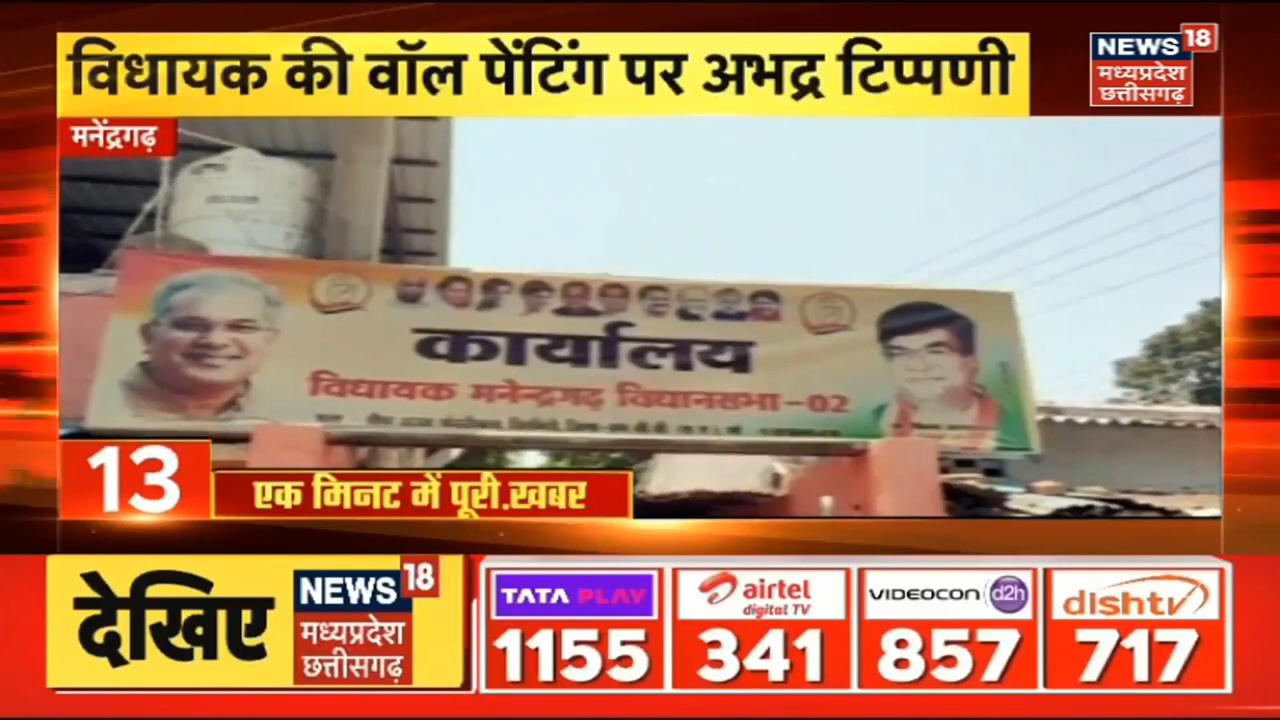 विधायक की वॉल पेंटिंग पर अभद्र टिप्पणी
NEWS 18
मध्यप्रदेश
छत्तीसगढ़
मनेंद्रगढ़
कार्यालय
विधायक मनेन्द्रगढ़ विधानसभा-02
13
एक मिनट में पूरी.खबर
देखिए
NEWS 18
मध्यप्रदेश
छत्तीसगढ़
TATA PLAY
1155
airtel
digital TV
341
VIDEOCON d2h
857
dishtv
717